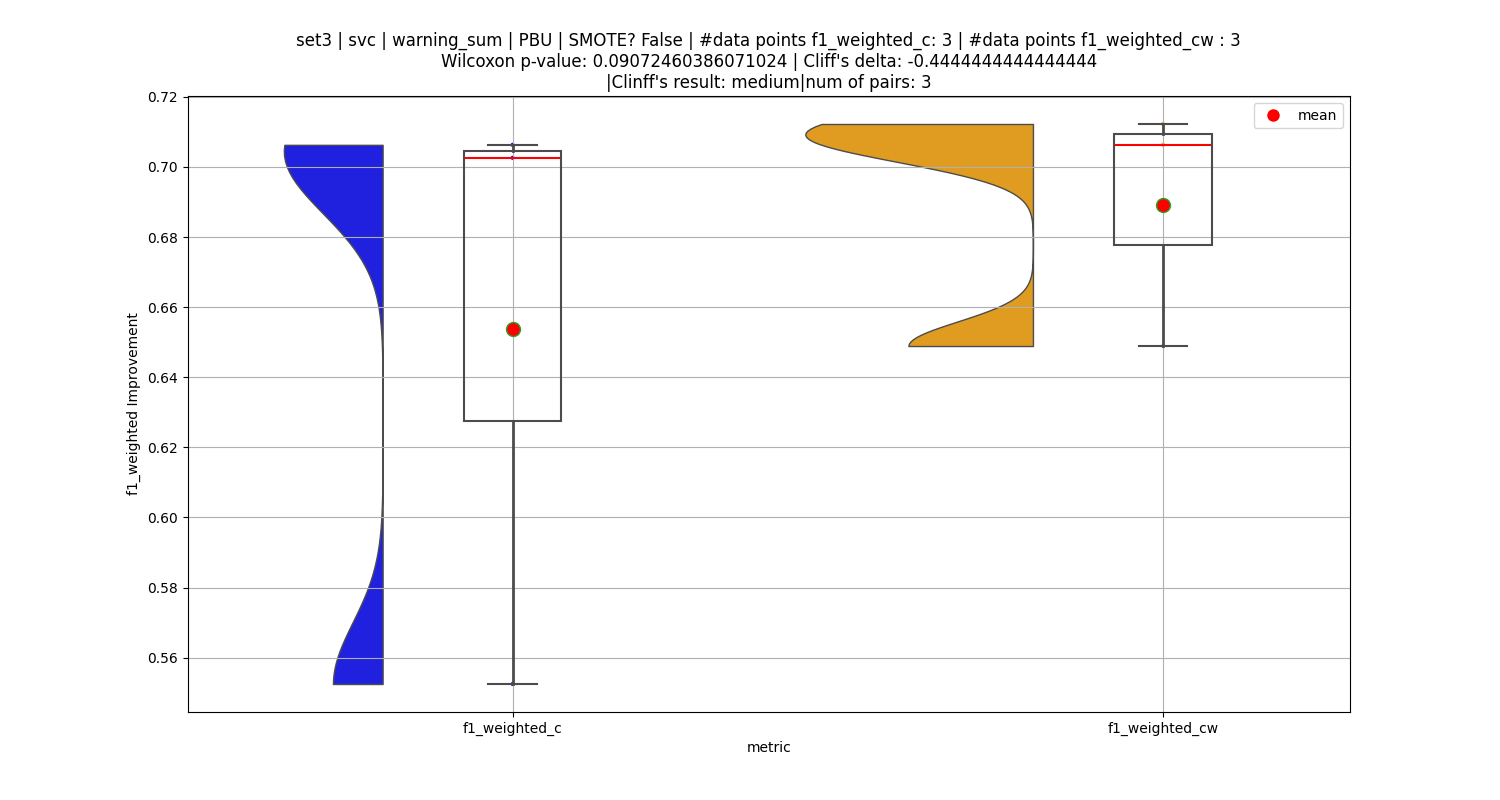 set3 | svc | warning_sum | PBU | SMOTE? False | #data points f1_weighted_c: 3 | #data points f1_weighted_cw : 3
Wilcoxon p-value: 0.09072460386071024 | Cliff's delta: -0.4444444444444444
|Clinff's result: medium|num of pairs: 3
mean
0.72
0.70
0.68
0.66
0.64
0.62
0.60
0.58
0.56
f1_weighted Improvement
f1_weighted_c
f1_weighted_cw
metric